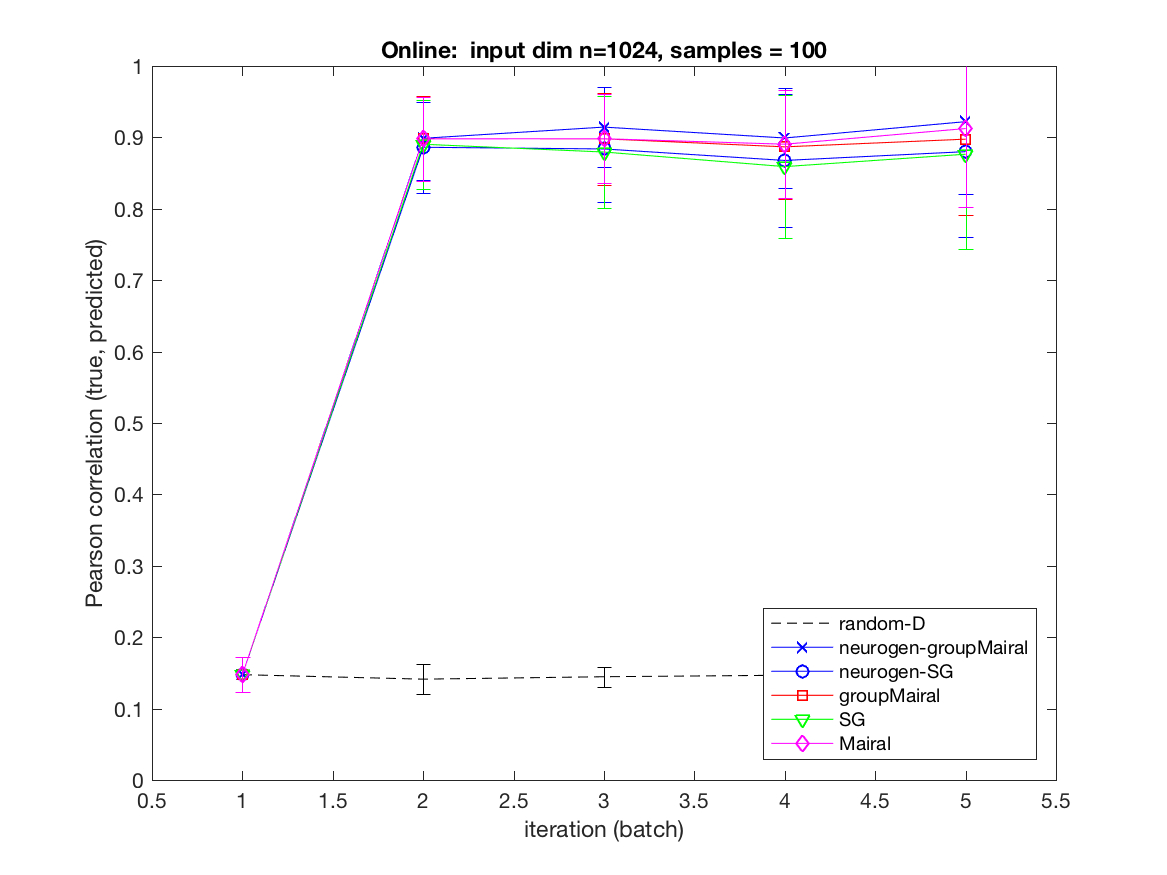 Online:  input dim n=1024, samples = 100
Pearson correlation (true, predicted)
1
0.9
0.8
0.7
0.6
0.5
0.4
0.3
0.2
0.1
0
random-D
neurogen-groupMairal
neurogen-SG
groupMairal
SG
Mairal
0.5 1 1.5 2 2.5 3 3.5 4 4.5 5 5.5
iteration (batch)